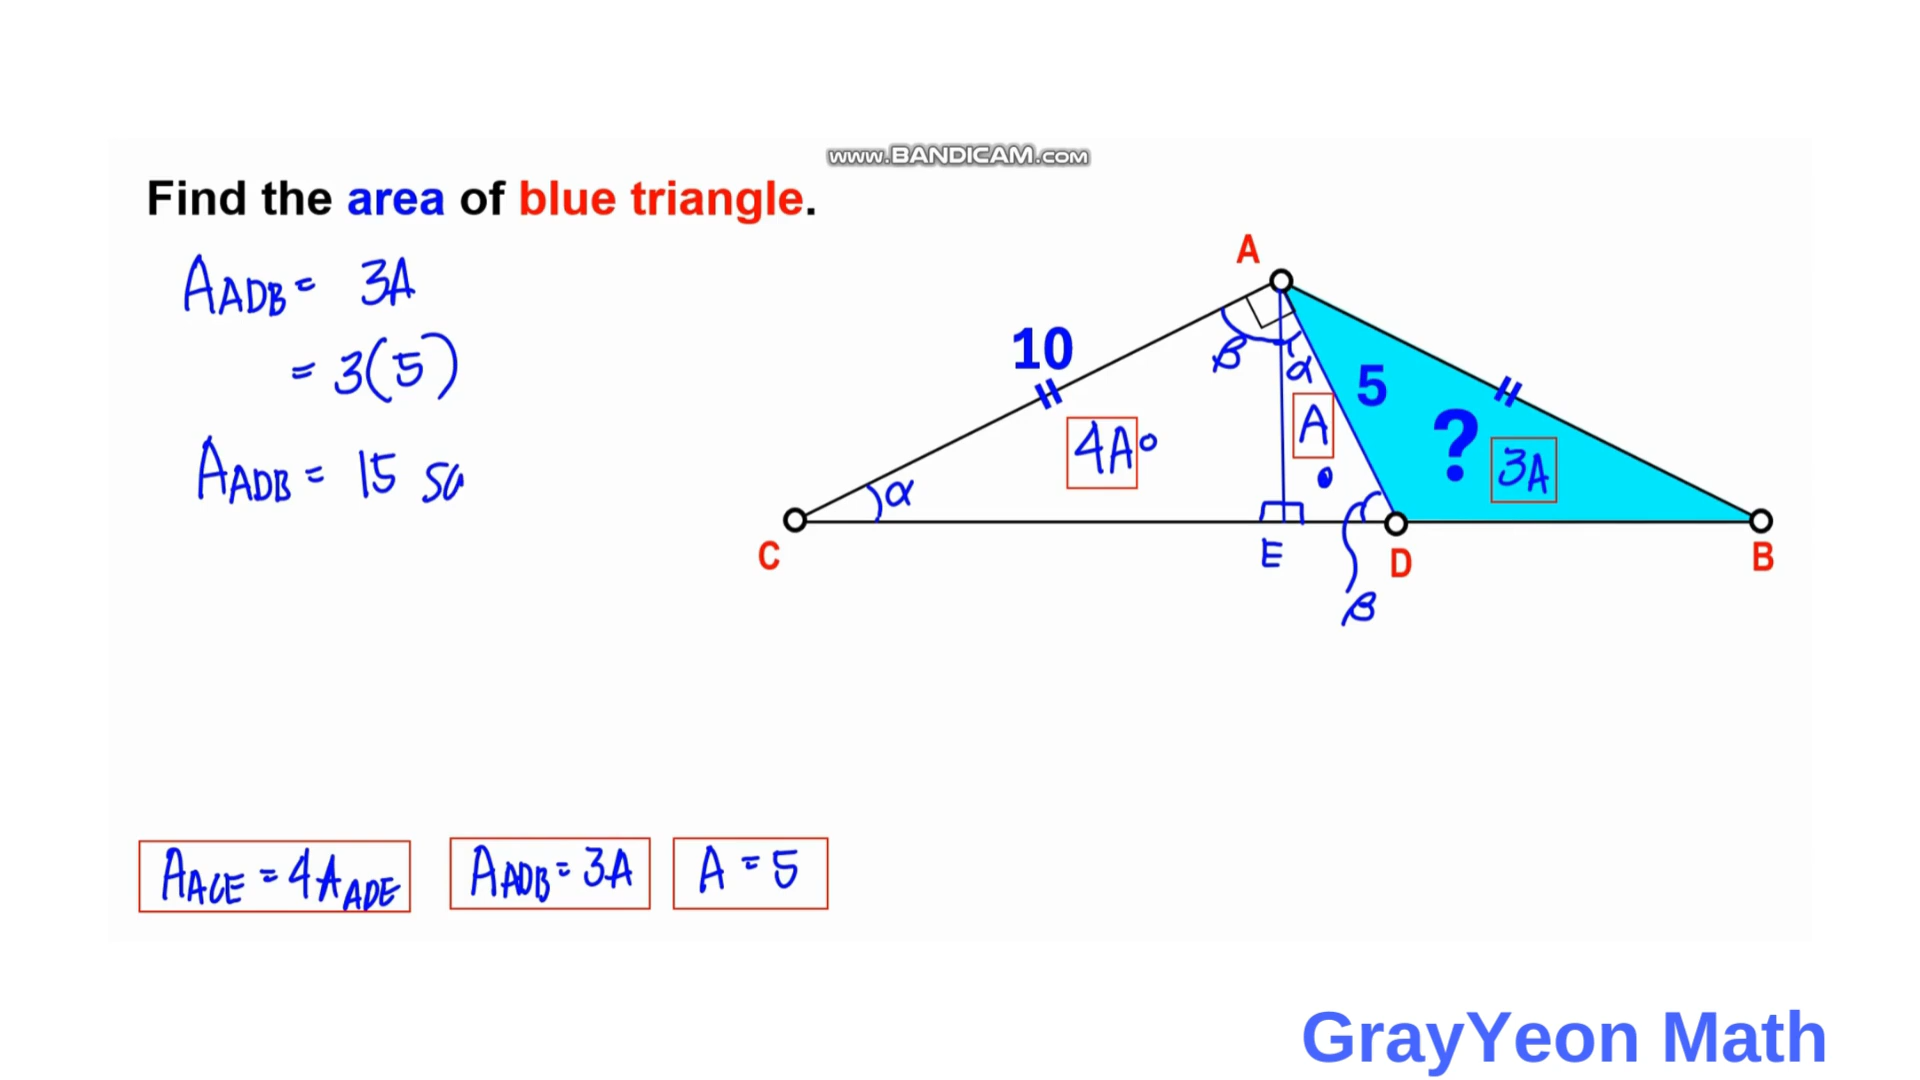 www.BANDICAM.com
Find the area of blue triangle.
A_ADB = 3A
= 3(5)
A_ADB = 15 sq
A
10
β
α
5
A
?
4A
3A
α
C
E
D
B
β
A_ACE = 4A_ADE
A_ADB = 3A
A = 5
GrayYeon Math